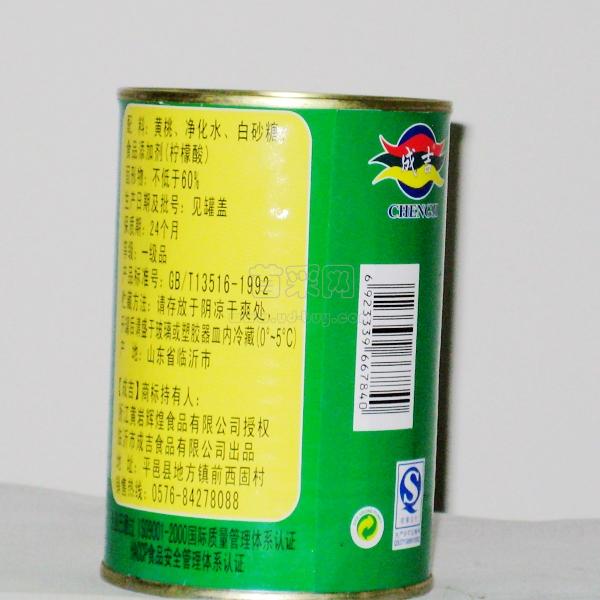 配 料:黄桃、净化水、白砂糖、
食品添加剂(柠檬酸)
固形物:不低于60%
生产日期及批号:见罐盖
保质期:24个月
等级:一级品
产品标准号:GB/T13516-1992
贮藏方法:请存放于阴凉干爽处,
开罐后请盛于玻璃或塑胶器皿内冷藏(0°~5℃)
产 地:山东省临沂市
【成吉】商标持有人:
浙江黄岩辉煌食品有限公司授权
临沂市成吉食品有限公司出品
地 址:平邑县地方镇前西固村
销售热线:0576-84278088
ISO9001-2000国际质量管理体系认证
HACCP食品安全管理体系认证
成吉
CHENGJI
6 923339 667840